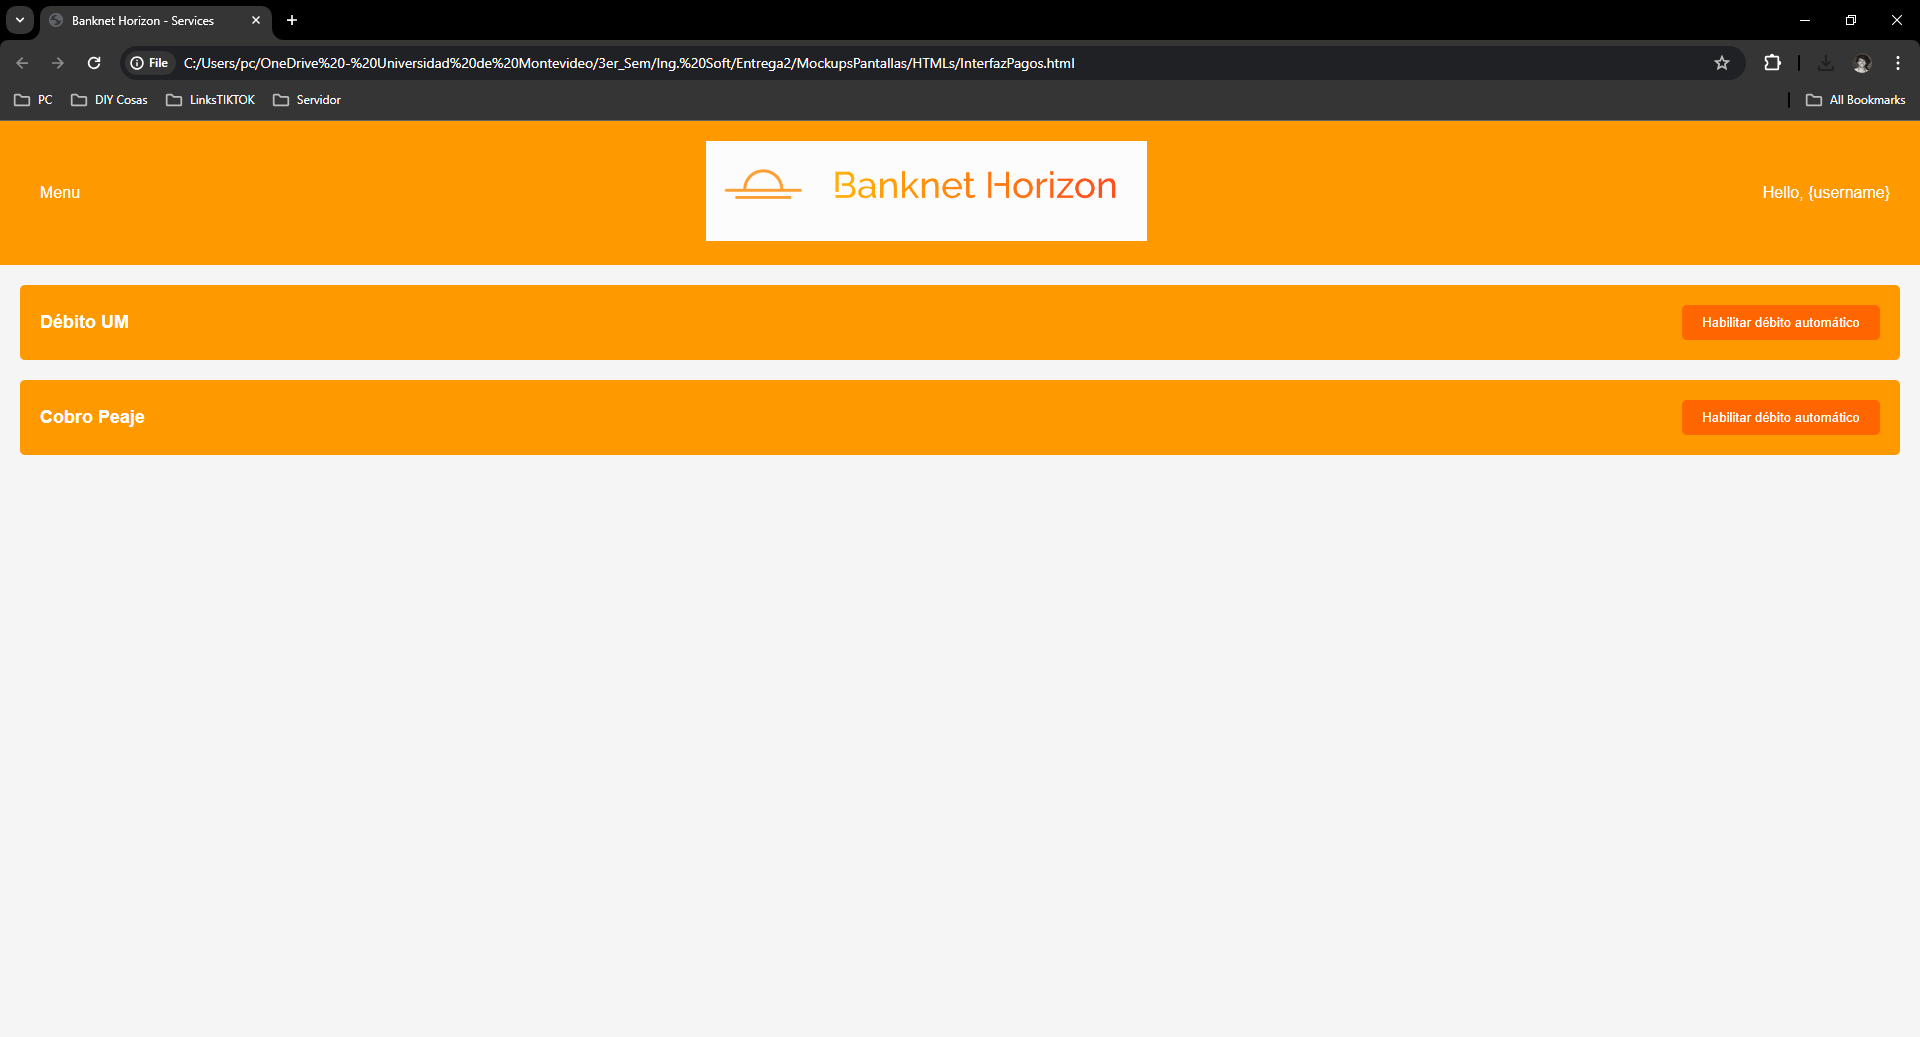 Banknet Horizon - Services
File
C:/Users/pc/OneDrive%20-%20Universidad%20de%20Montevideo/3er_Sem/Ing.%20Soft/Entrega2/MockupsPantallas/HTMLs/InterfazPagos.html
PC
DIY Cosas
LinksTIKTOK
Servidor
All Bookmarks
Menu
Banknet Horizon
Hello, {username}
Débito UM
Habilitar débito automático
Cobro Peaje
Habilitar débito automático